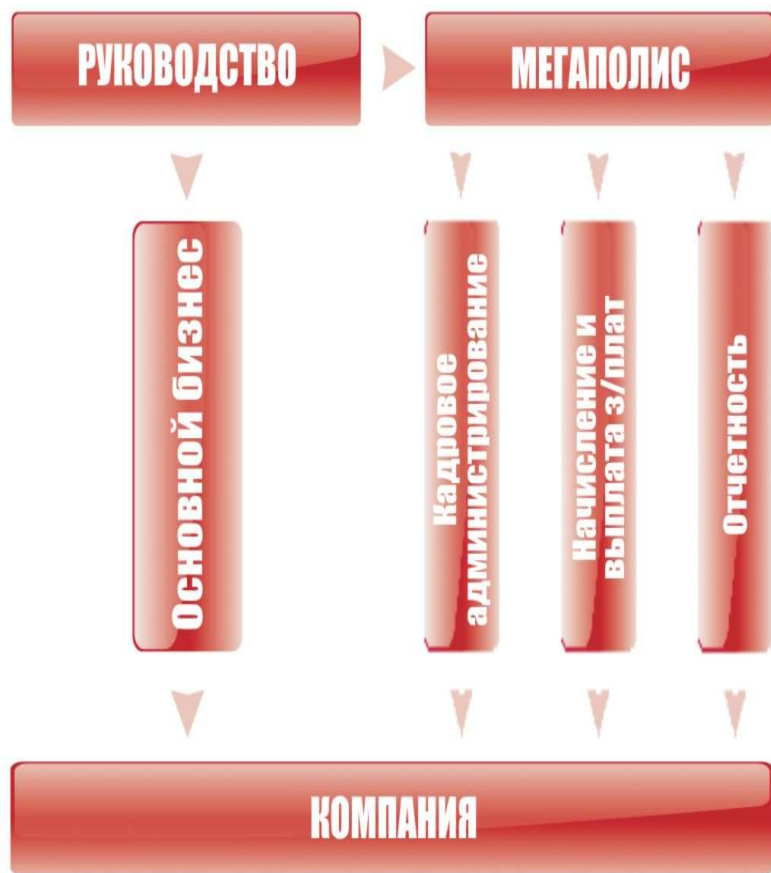 РУКОВОДСТВО
МЕГАПОЛИС
Основной бизнес
Кадровое
администрирование
Начисление и
выплата з/плат
Отчетность
КОМПАНИЯ